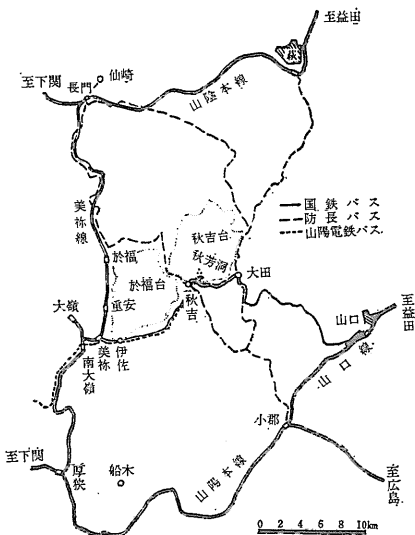 至益田
萩
仙崎
至下関
長門
山陰本線
国鉄バス
防長バス
山陽電鉄バス
美祢線
秋吉台
秋芳洞
於福
於福台
大田
大嶺
重安
秋吉
山口
至益田
美祢
伊佐
南大嶺
山口線
小郡
至下関
厚狭
船木
山陽本線
至広島
0 2 4 6 8 10km